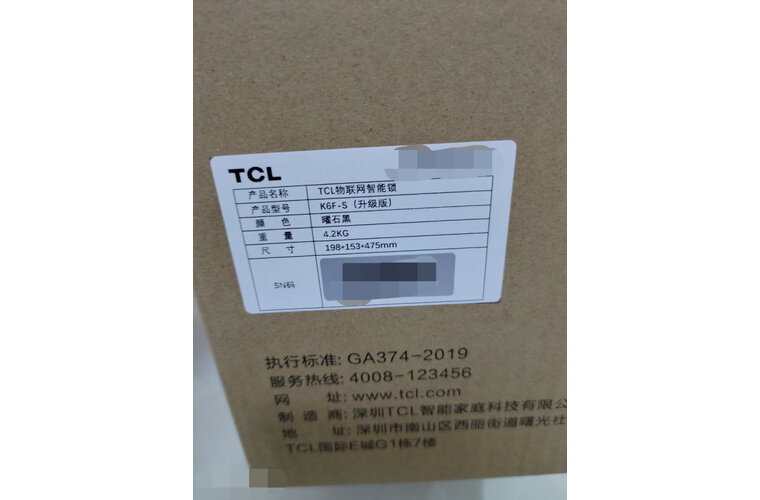 TCL
产品名称 TCL物联网智能锁
产品型号 K6F-S（升级版）
颜 色 曜石黑
重 量 4.2KG
尺 寸 198*153*475mm
SN码
执行标准: GA374-2019
服务热线: 4008-123456
网 址: www.tcl.com
制 造 商: 深圳TCL智能家庭科技有限公
地 址: 深圳市南山区西丽街道曙光社
TCL国际E城G1栋7楼